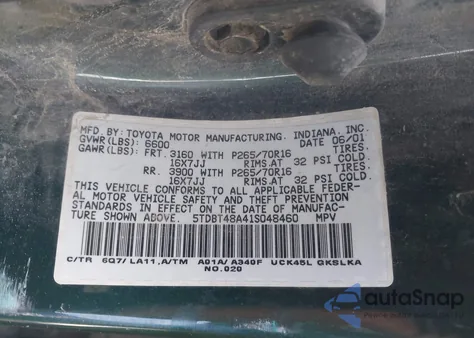 MFD. BY: TOYOTA MOTOR MANUFACTURING, INDIANA, INC.
GVWR(LBS): 6600 DATE 06/01
GAWR(LBS): FRT. 3160 WITH P265/70R16 TIRES,
16X7JJ RIMS,AT 32 PSI COLD.
RR. 3900 WITH P265/70R16 TIRES,
16X7JJ RIMS,AT 32 PSI COLD.
THIS VEHICLE CONFORMS TO ALL APPLICABLE FEDER-
AL MOTOR VEHICLE SAFETY AND BUMPER
STANDARDS IN EFFECT ON THE DATE OF MANUFAC-
TURE SHOWN ABOVE. 5TDBT48A41S048460 MPV
C/TR 6Q7/ LA11,A/TM A01A/ A340F UCK45L GKSLKA
NO.020
autoSnap